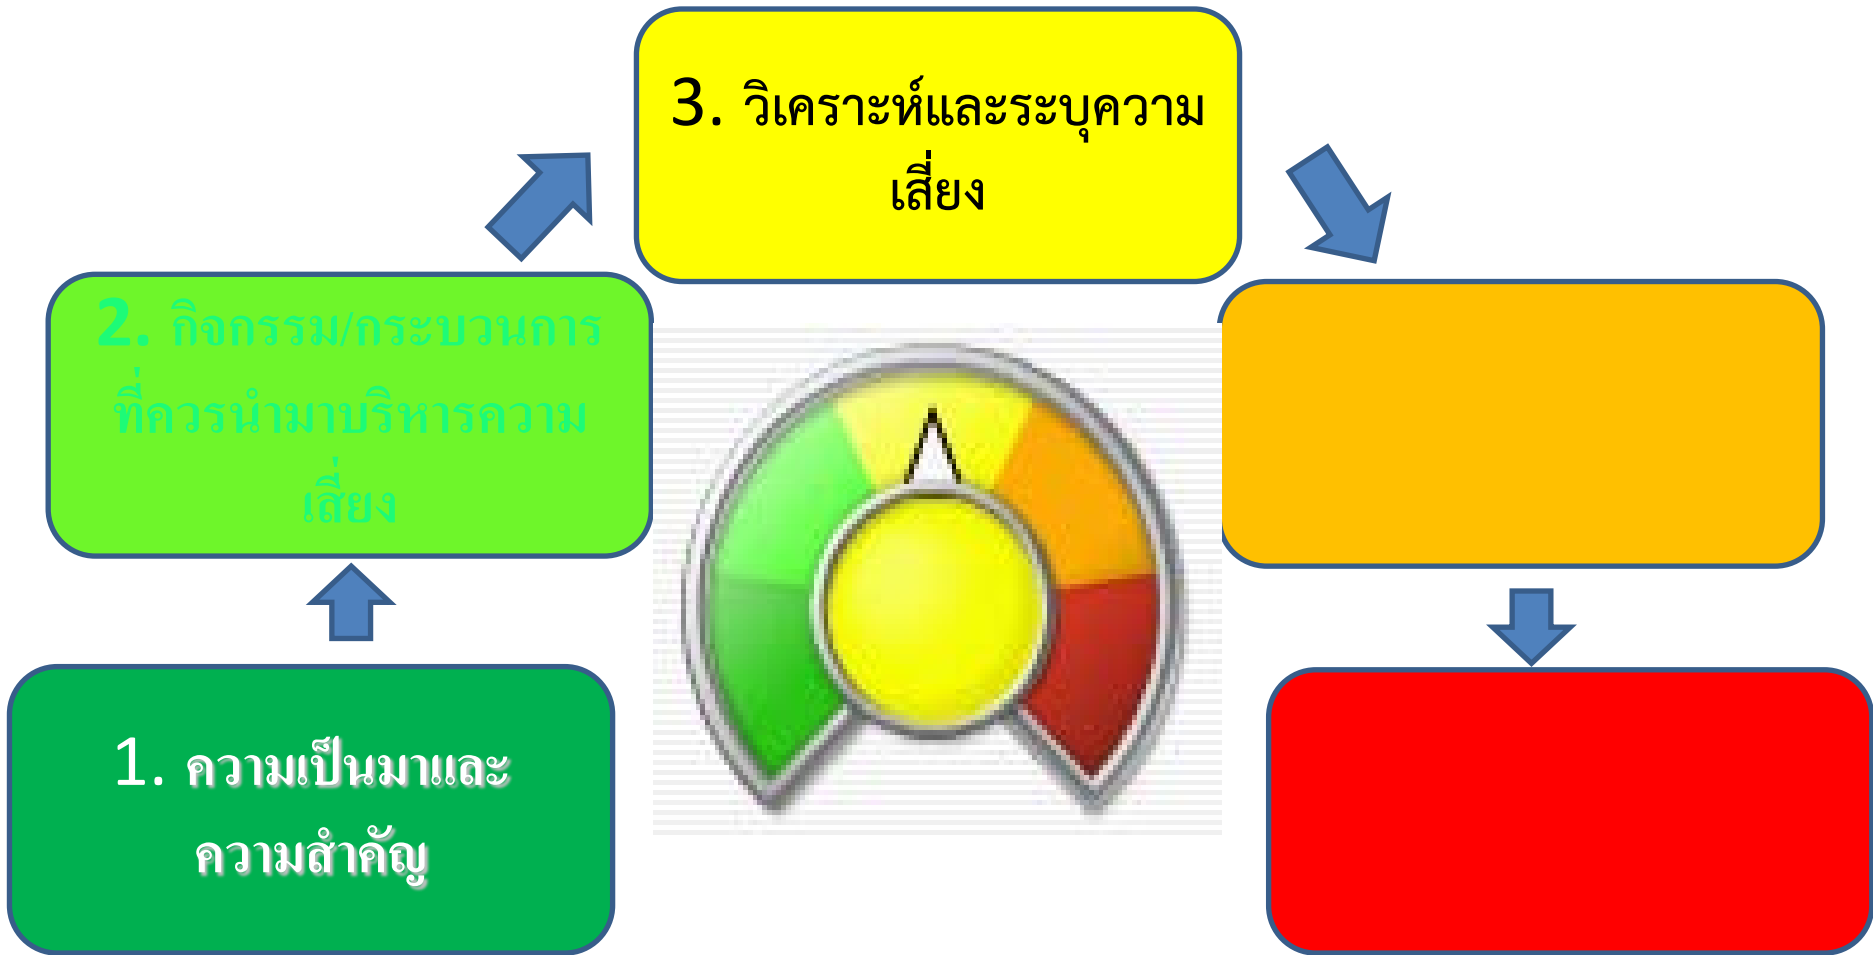 3. วิเคราะห์และระบุความ
เสี่ยง
2. กิจกรรม/กระบวนการ
ที่ควรนำมาบริหารความ
เสี่ยง
1. ความเป็นมาและ
ความสำคัญ